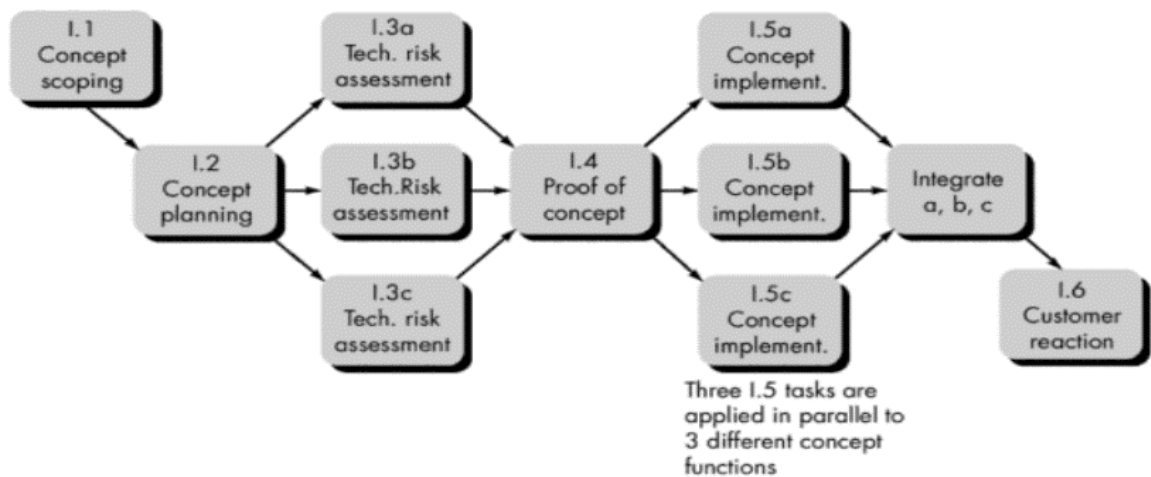 I.1
Concept
scoping
I.2
Concept
planning
I.3a
Tech. risk
assessment
I.3b
Tech.Risk
assessment
I.3c
Tech. risk
assessment
I.4
Proof of
concept
I.5a
Concept
implement.
I.5b
Concept
implement.
I.5c
Concept
implement.
Three I.5 tasks are
applied in parallel to
3 different concept
functions
Integrate
a, b, c
I.6
Customer
reaction